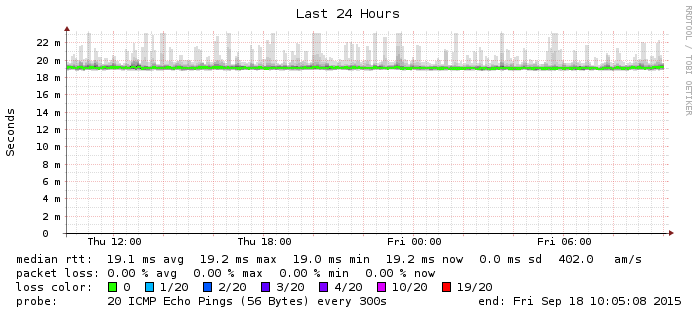 Last 24 Hours
RRDTOOL / TOBI OETIKER
Seconds
22 m
20 m
18 m
16 m
14 m
12 m
10 m
8 m
6 m
4 m
2 m
0
Thu 12:00 Thu 18:00 Fri 00:00 Fri 06:00
median rtt: 19.1 ms avg 19.2 ms max 19.0 ms min 19.2 ms now 0.0 ms sd 402.0 am/s
packet loss: 0.00 % avg 0.00 % max 0.00 % min 0.00 % now
loss color: 0 1/20 2/20 3/20 4/20 10/20 19/20
probe: 20 ICMP Echo Pings (56 Bytes) every 300s end: Fri Sep 18 10:05:08 2015